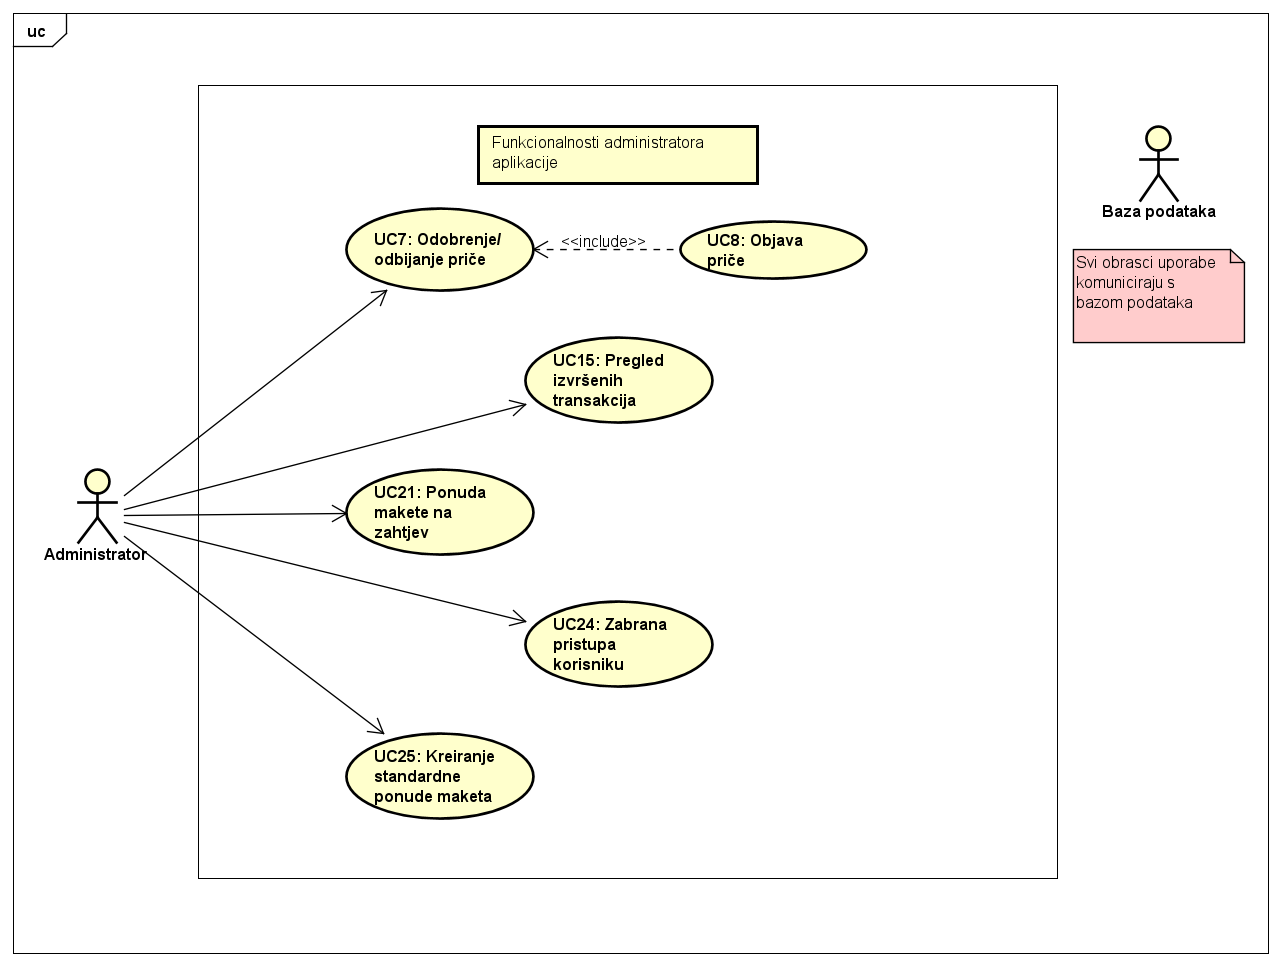 uc
Funkcionalnosti administratora
aplikacije
Baza podataka
UC7: Odobrenje/
odbijanje priče
<<include>>
UC8: Objava
priče
Svi obrasci uporabe
komuniciraju s
bazom podataka
UC15: Pregled
izvršenih
transakcija
Administrator
UC21: Ponuda
makete na
zahtjev
UC24: Zabrana
pristupa
korisniku
UC25: Kreiranje
standardne
ponude maketa